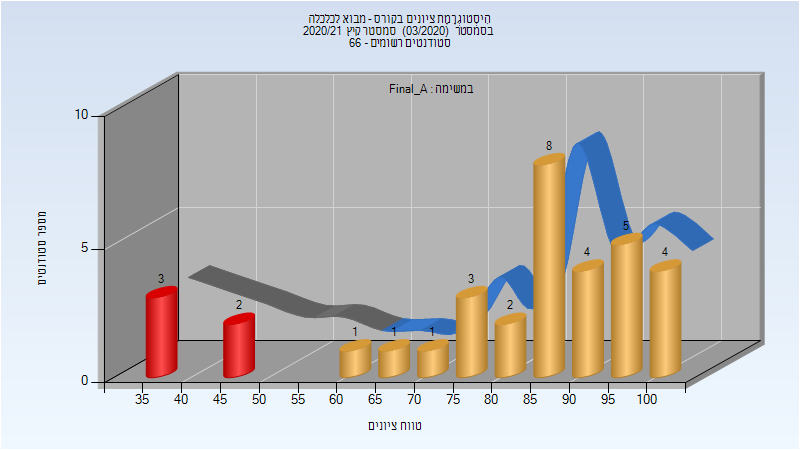 היסטוגרמת ציונים בקורס - מבוא לכלכלה
בסמסטר (03/2020) סמסטר קיץ 2020/21
סטודנטים רשומים - 66
במשימה : Final_A
10
5
0
מספר סטודנטים
3
2
1
1
1
3
2
8
4
5
4
35 40 45 50 55 60 65 70 75 80 85 90 95 100
טווח ציונים